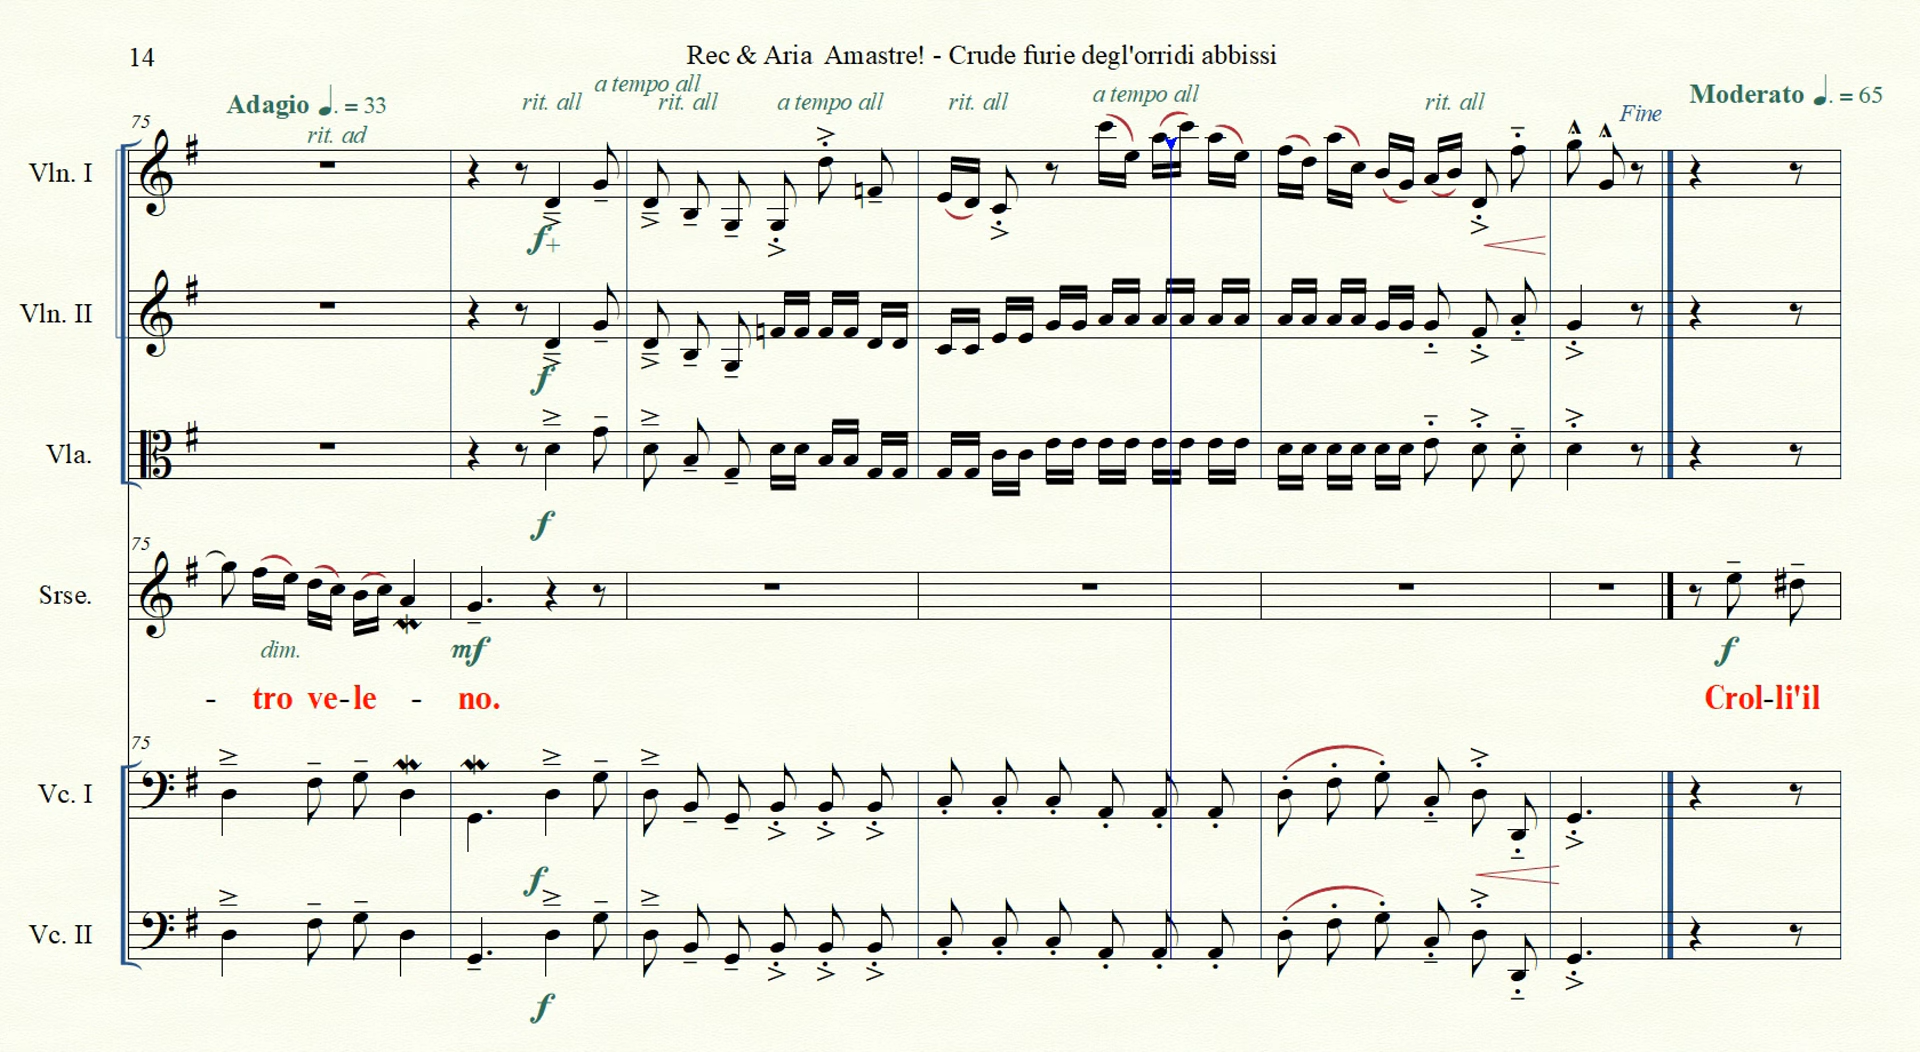 14
Rec & Aria Amastre! - Crude furie degl'orridi abbissi
Adagio ♩. = 33
rit. ad
rit. all
a tempo all
rit. all
a tempo all
rit. all
a tempo all
rit. all
Fine
Moderato ♩. = 65
75
Vln. I
f+
Vln. II
f
Vla.
f
75
Srse.
dim.
mf
f
- tro ve-le - no. Crol-li'il
75
Vc. I
f
Vc. II
f